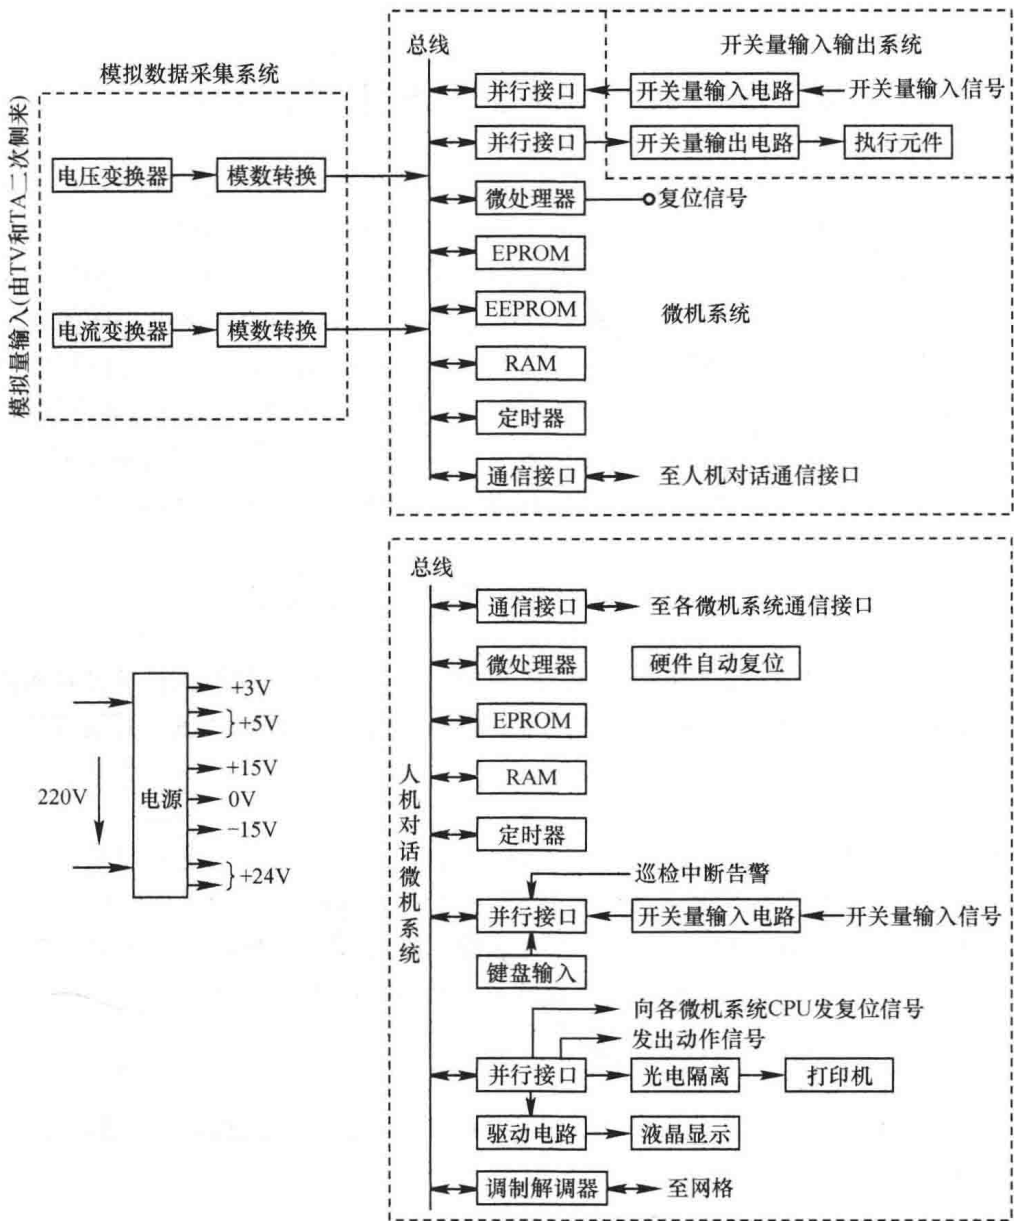 模拟数据采集系统
模拟量输入(由TV和TA二次侧来)
电压变换器
模数转换
电流变换器
模数转换
总线
开关量输入输出系统
并行接口
开关量输入电路
开关量输入信号
并行接口
开关量输出电路
执行元件
微处理器
复位信号
EPROM
EEPROM
微机系统
RAM
定时器
通信接口
至人机对话通信接口
220V
电源
+3V
+5V
+15V
0V
−15V
+24V
人机对话微机系统
总线
通信接口
至各微机系统通信接口
微处理器
硬件自动复位
EPROM
RAM
定时器
巡检中断告警
并行接口
开关量输入电路
开关量输入信号
键盘输入
向各微机系统CPU发复位信号
发出动作信号
并行接口
光电隔离
打印机
驱动电路
液晶显示
调制解调器
至网格